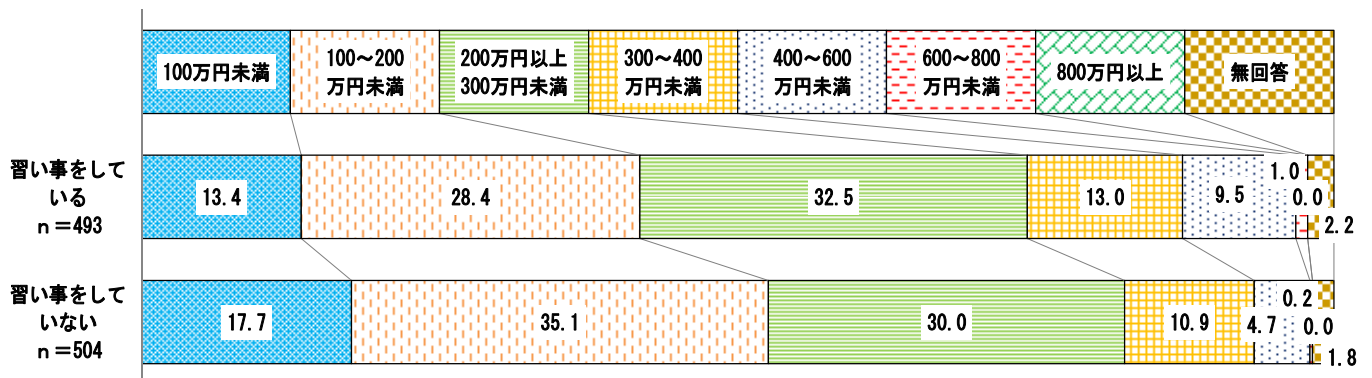 100万円未満
100～200
万円未満
200万円以上
300万円未満
300～400
万円未満
400～600
万円未満
600～800
万円未満
800万円以上
無回答
習い事をして
いる
ｎ＝493
13.4
28.4
32.5
13.0
9.5
1.0
0.0
2.2
習い事をして
いない
ｎ＝504
17.7
35.1
30.0
10.9
4.7
0.2
0.0
1.8